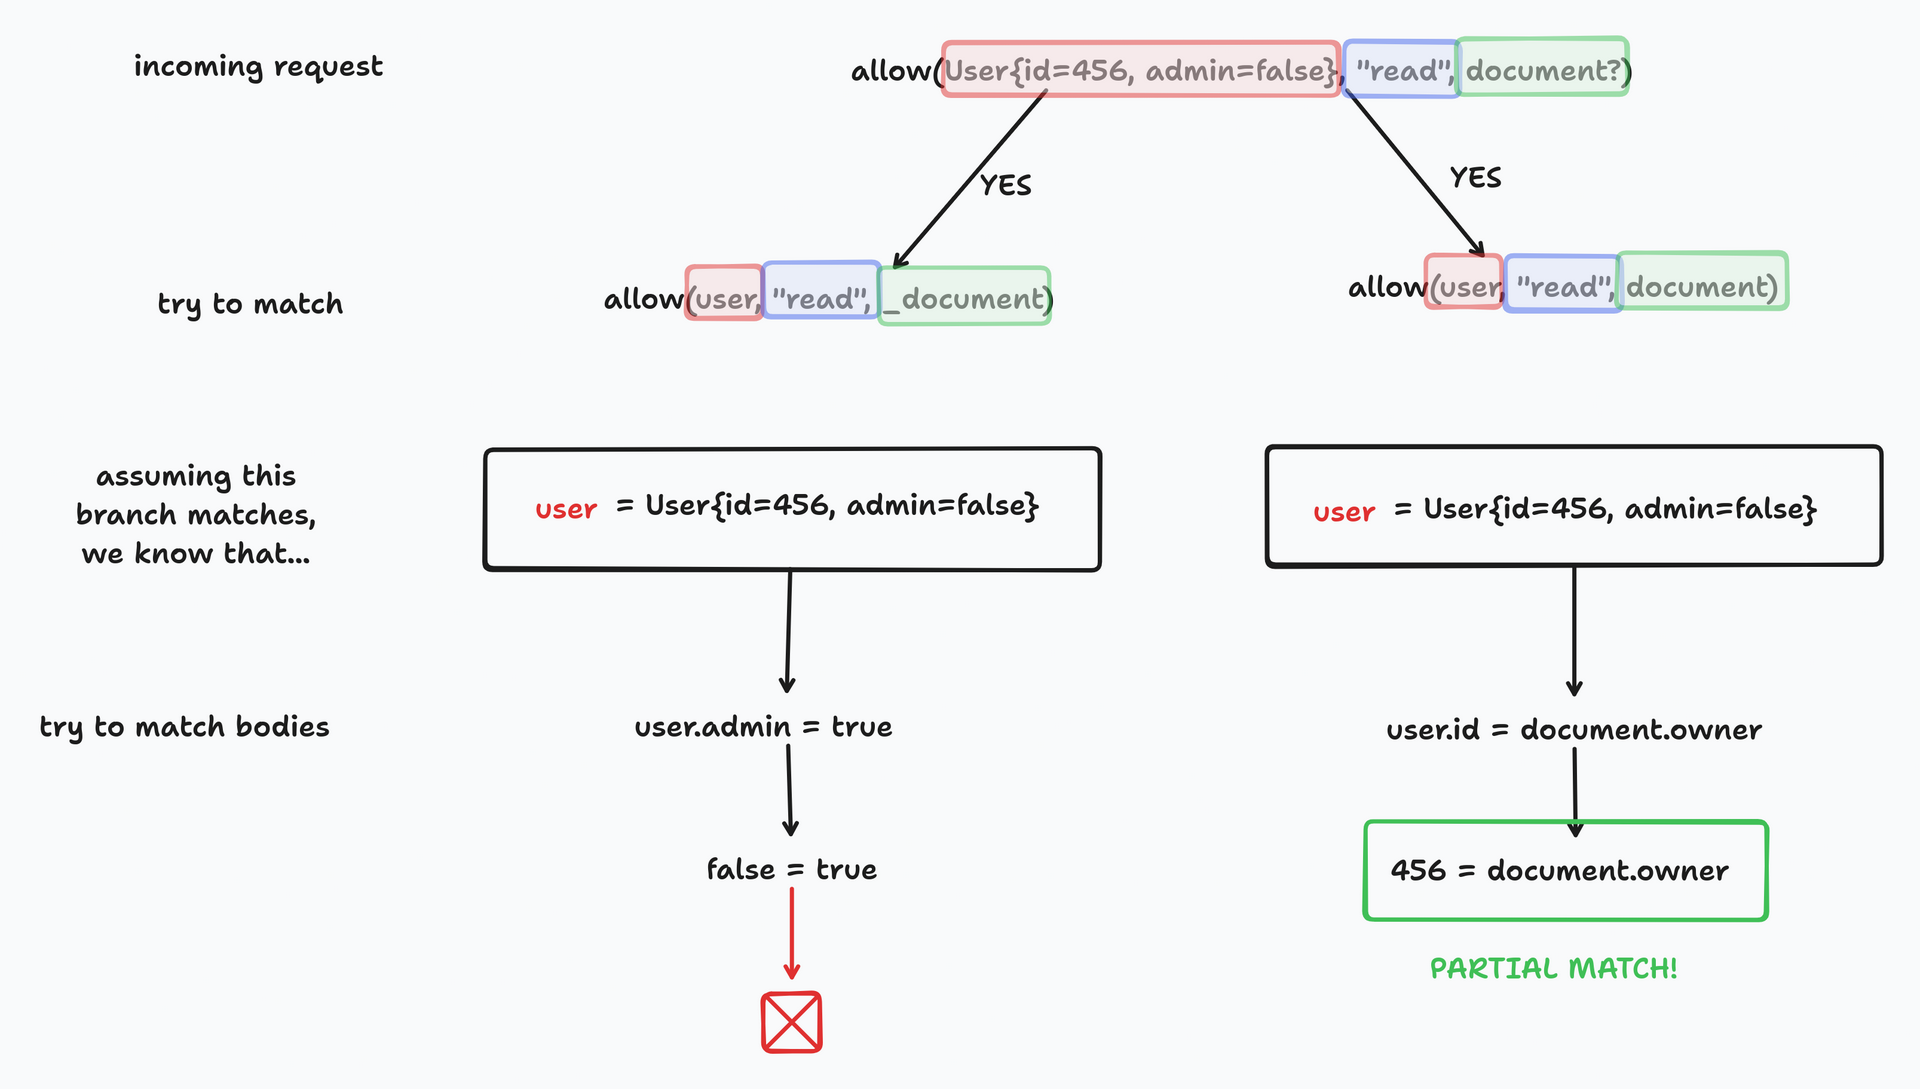 incoming request
allow(User{id=456, admin=false}, "read", document?)
YES
YES
try to match
allow(user, "read", _document)
allow(user, "read", document)
assuming this
branch matches,
we know that...
user = User{id=456, admin=false}
user = User{id=456, admin=false}
try to match bodies
user.admin = true
user.id = document.owner
false = true
456 = document.owner
PARTIAL MATCH!